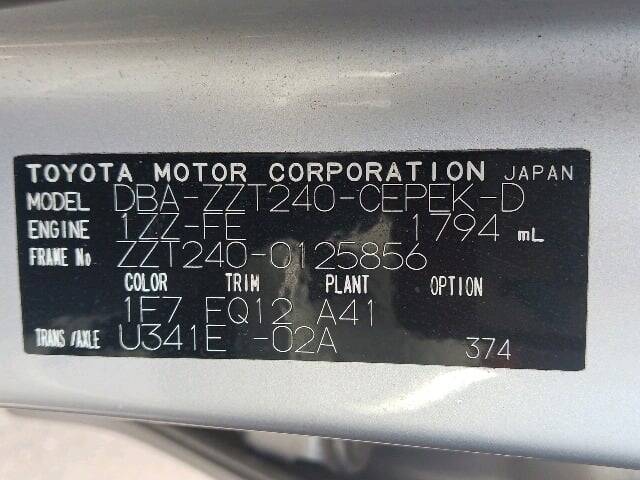 TOYOTA MOTOR CORPORATION JAPAN
MODEL DBA-ZZT240-CEPEK-D
ENGINE 1ZZ-FE 1794 mL
FRAME No ZZT240-0125856
COLOR TRIM PLANT OPTION
1F7 FQ12 A41
TRANS/AXLE U341E -02A 374